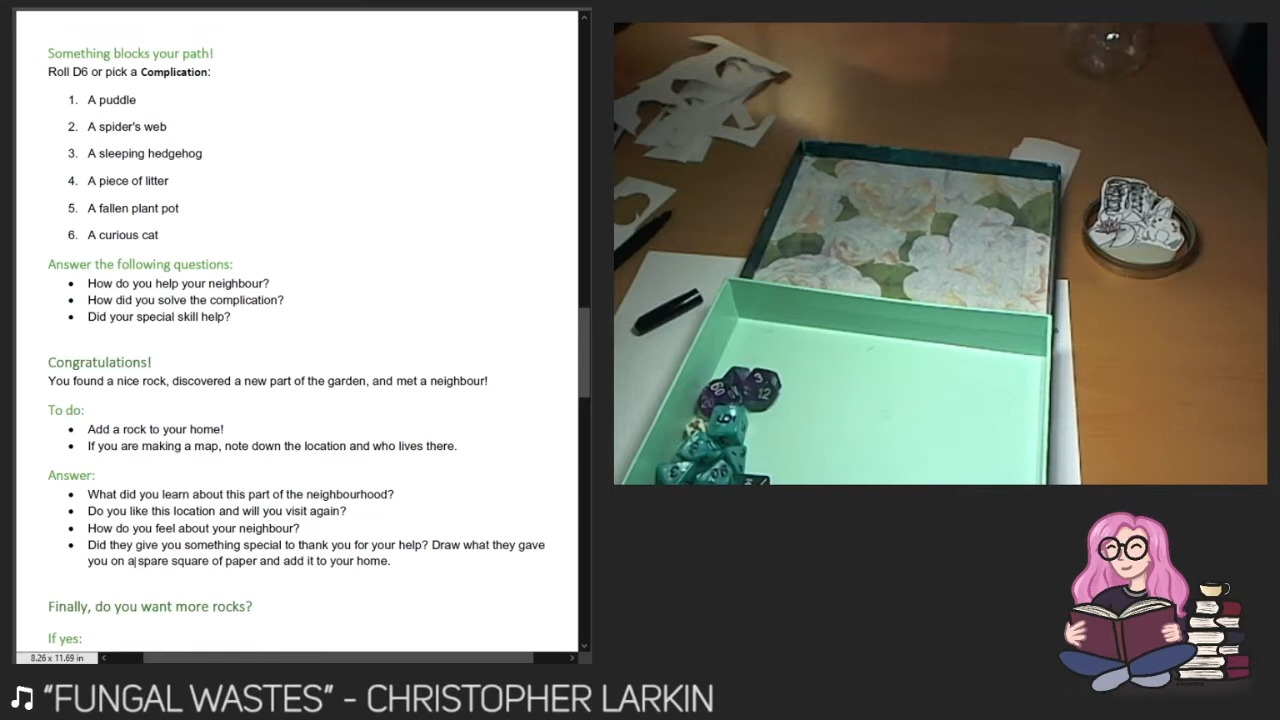 Something blocks your path!
Roll D6 or pick a Complication:
1. A puddle
2. A spider's web
3. A sleeping hedgehog
4. A piece of litter
5. A fallen plant pot
6. A curious cat
Answer the following questions:
• How do you help your neighbour?
• How did you solve the complication?
• Did your special skill help?
Congratulations!
You found a nice rock, discovered a new part of the garden, and met a neighbour!
To do:
• Add a rock to your home!
• If you are making a map, note down the location and who lives there.
Answer:
• What did you learn about this part of the neighbourhood?
• Do you like this location and will you visit again?
• How do you feel about your neighbour?
• Did they give you something special to thank you for your help? Draw what they gave
you on a spare square of paper and add it to your home.
Finally, do you want more rocks?
If yes:
8.26 x 11.69 in
3
12
♫ “FUNGAL WASTES” - CHRISTOPHER LARKIN